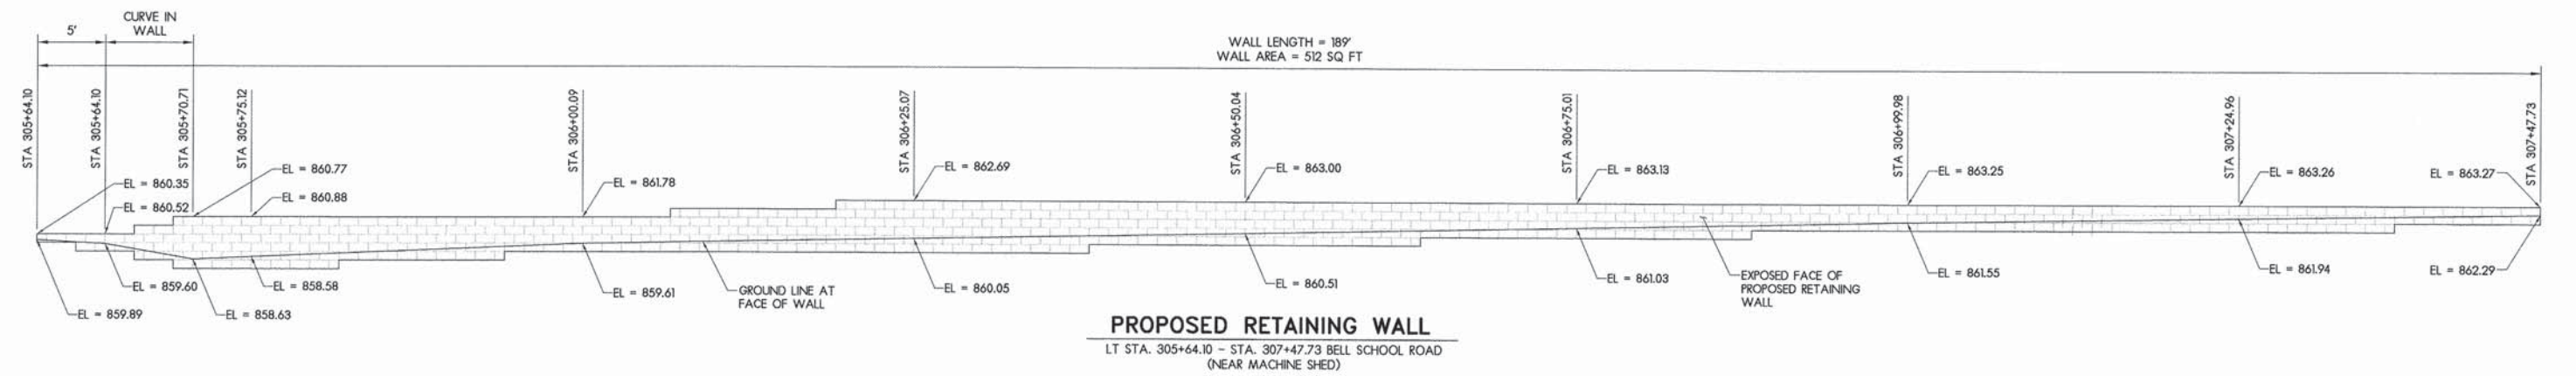 CURVE IN
WALL
5'
WALL LENGTH = 189'
WALL AREA = 512 SQ FT
STA 305+64.10
STA 305+64.10
STA 305+70.71
STA 305+75.12
STA 306+00.09
STA 306+25.07
STA 306+50.04
STA 306+75.01
STA 306+99.98
STA 307+24.96
STA 307+47.73
EL = 860.35
EL = 860.52
EL = 860.77
EL = 860.88
EL = 861.78
EL = 862.69
EL = 863.00
EL = 863.13
EL = 863.25
EL = 863.26
EL = 863.27
EL = 859.89
EL = 859.60
EL = 858.63
EL = 858.58
EL = 859.61
GROUND LINE AT
FACE OF WALL
EL = 860.05
EL = 860.51
EL = 861.03
EXPOSED FACE OF
PROPOSED RETAINING
WALL
EL = 861.55
EL = 861.94
EL = 862.29
PROPOSED RETAINING WALL
LT STA. 305+64.10 - STA. 307+47.73 BELL SCHOOL ROAD
(NEAR MACHINE SHED)